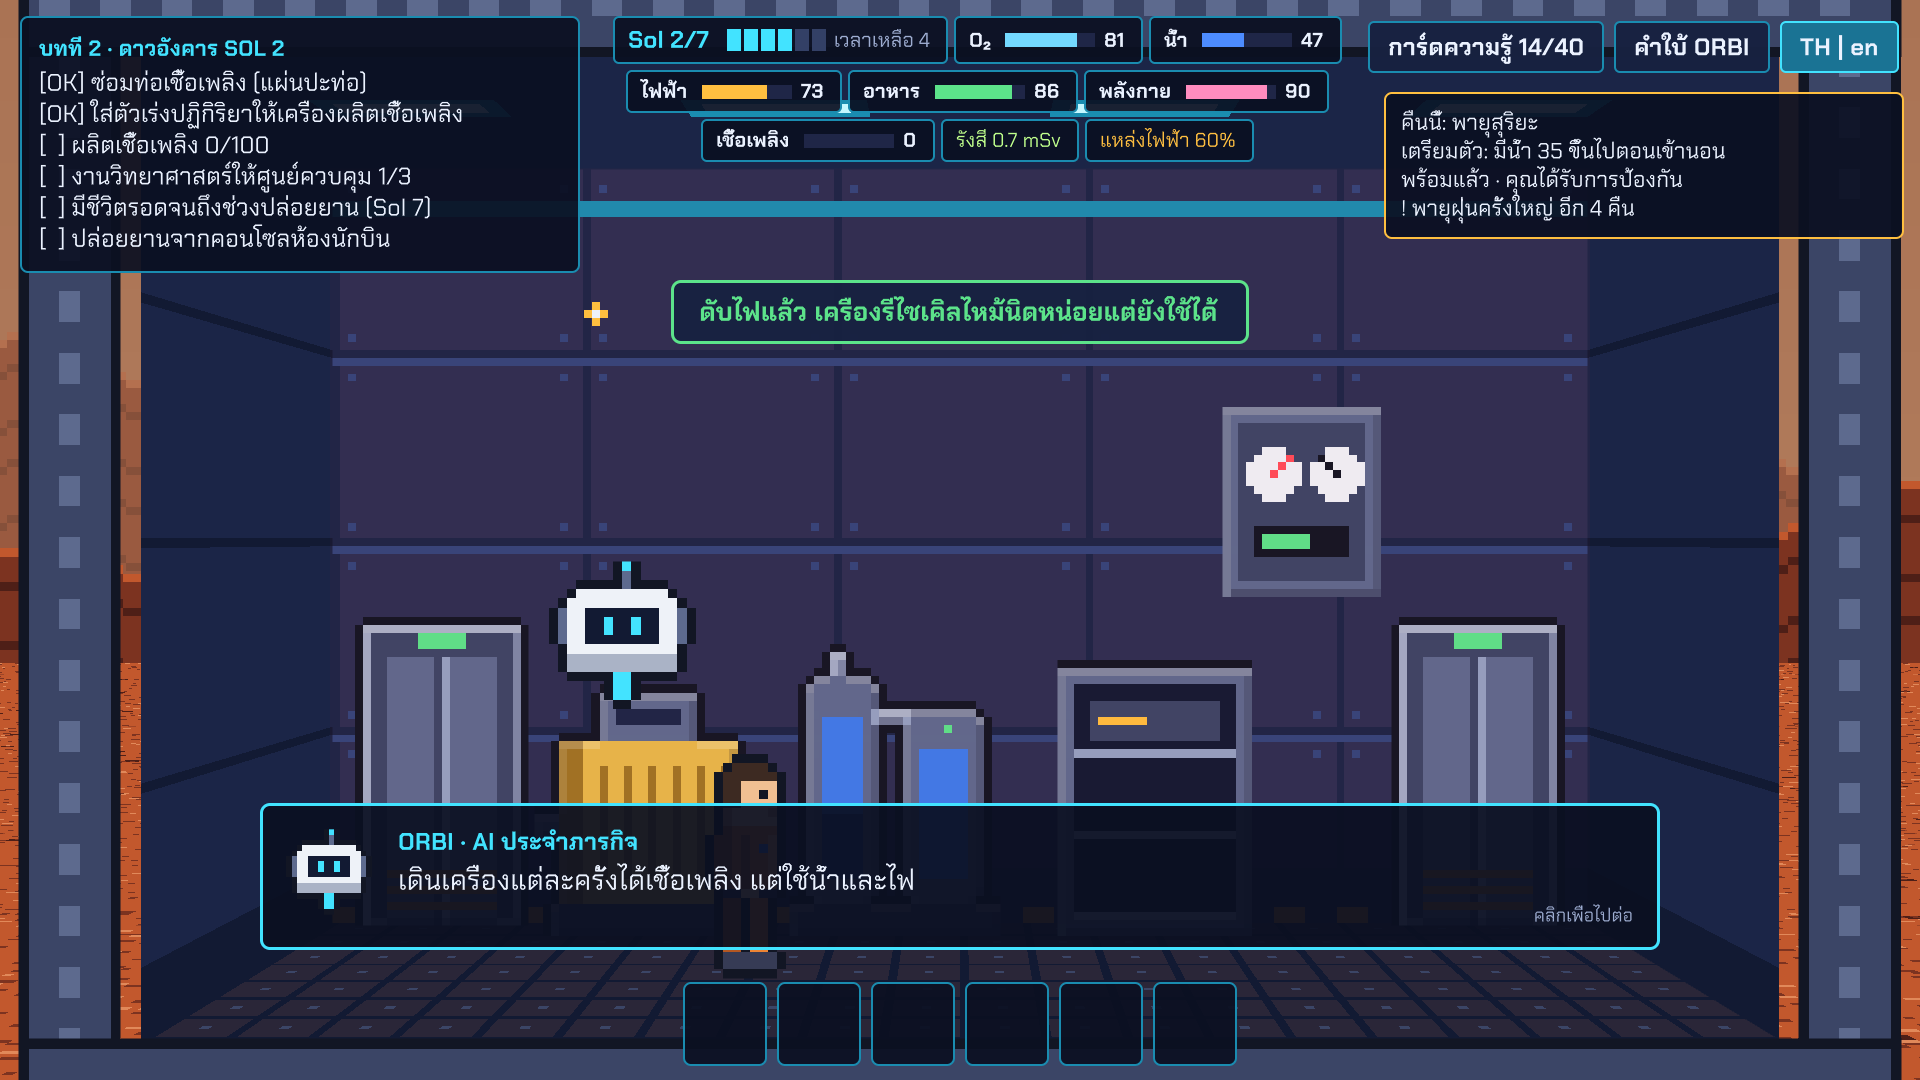 บทที่ 2 · ดาวอังคาร SOL 2
[OK] ซ่อมท่อเชื้อเพลิง (แผ่นปะท่อ)
[OK] ใส่ตัวเร่งปฏิกิริยาให้เครื่องผลิตเชื้อเพลิง
[ ] ผลิตเชื้อเพลิง 0/100
[ ] งานวิทยาศาสตร์ให้ศูนย์ควบคุม 1/3
[ ] มีชีวิตรอดจนถึงช่วงปล่อยยาน (Sol 7)
[ ] ปล่อยยานจากคอนโซลห้องนักบิน
Sol 2/7 เวลาเหลือ 4
O₂ 81
น้ำ 47
ไฟฟ้า 73
อาหาร 86
พลังกาย 90
เชื้อเพลิง 0
รังสี 0.7 mSv
แหล่งไฟฟ้า 60%
การ์ดความรู้ 14/40
คำใบ้ ORBI
TH | en
คืนนี้: พายุสุริยะ
เตรียมตัว: มีน้ำ 35 ขึ้นไปตอนเข้านอน
พร้อมแล้ว · คุณได้รับการป้องกัน
! พายุฝุ่นครั้งใหญ่ อีก 4 คืน
ดับไฟแล้ว เครื่องรีไซเคิลไหม้นิดหน่อยแต่ยังใช้ได้
ORBI · AI ประจำภารกิจ
เดินเครื่องแต่ละครั้งได้เชื้อเพลิง แต่ใช้น้ำและไฟ
คลิกเพื่อไปต่อ